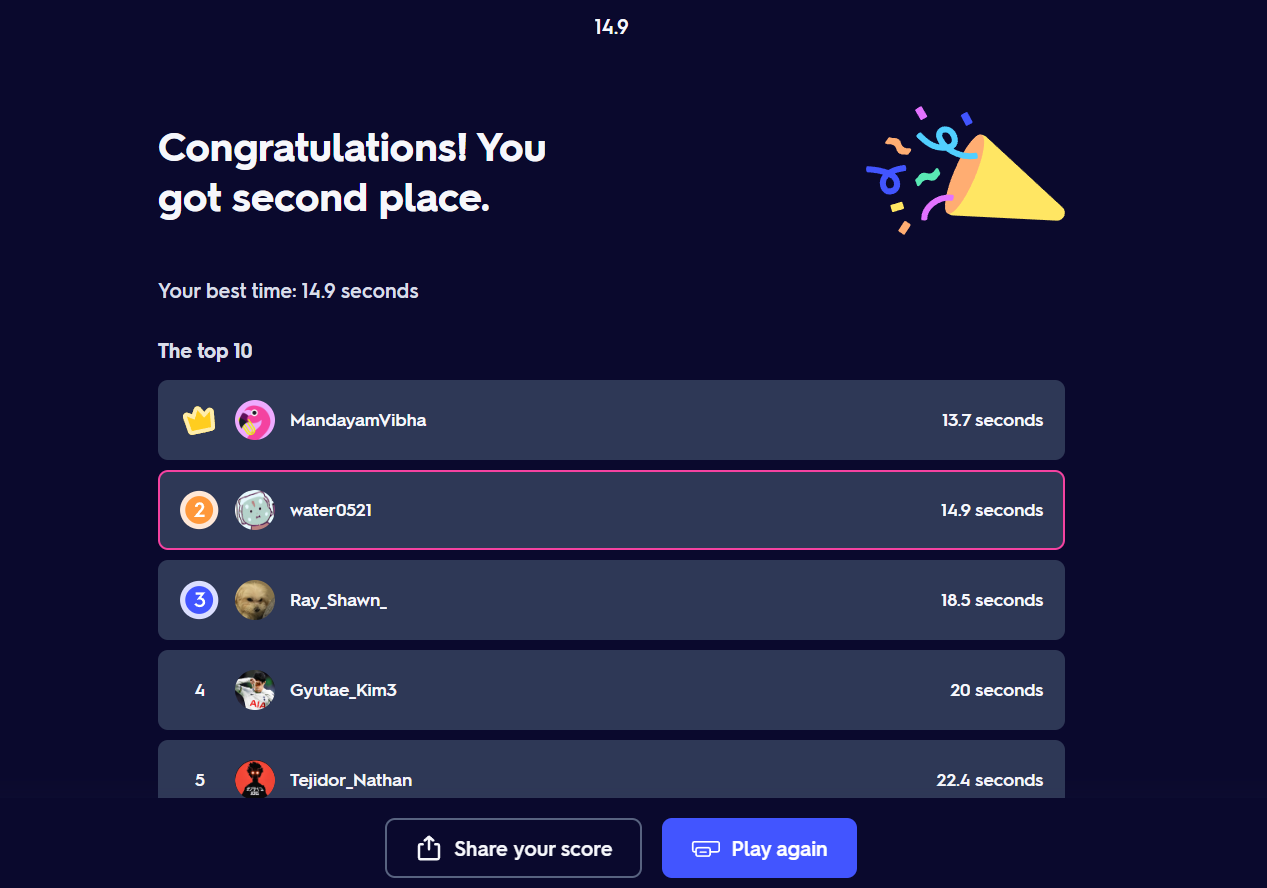 14.9
Congratulations! You
got second place.
Your best time: 14.9 seconds
The top 10
MandayamVibha 13.7 seconds
2 water0521 14.9 seconds
3 Ray_Shawn_ 18.5 seconds
4 AIA Gyutae_Kim3 20 seconds
5 Tejidor_Nathan 22.4 seconds
Share your score Play again